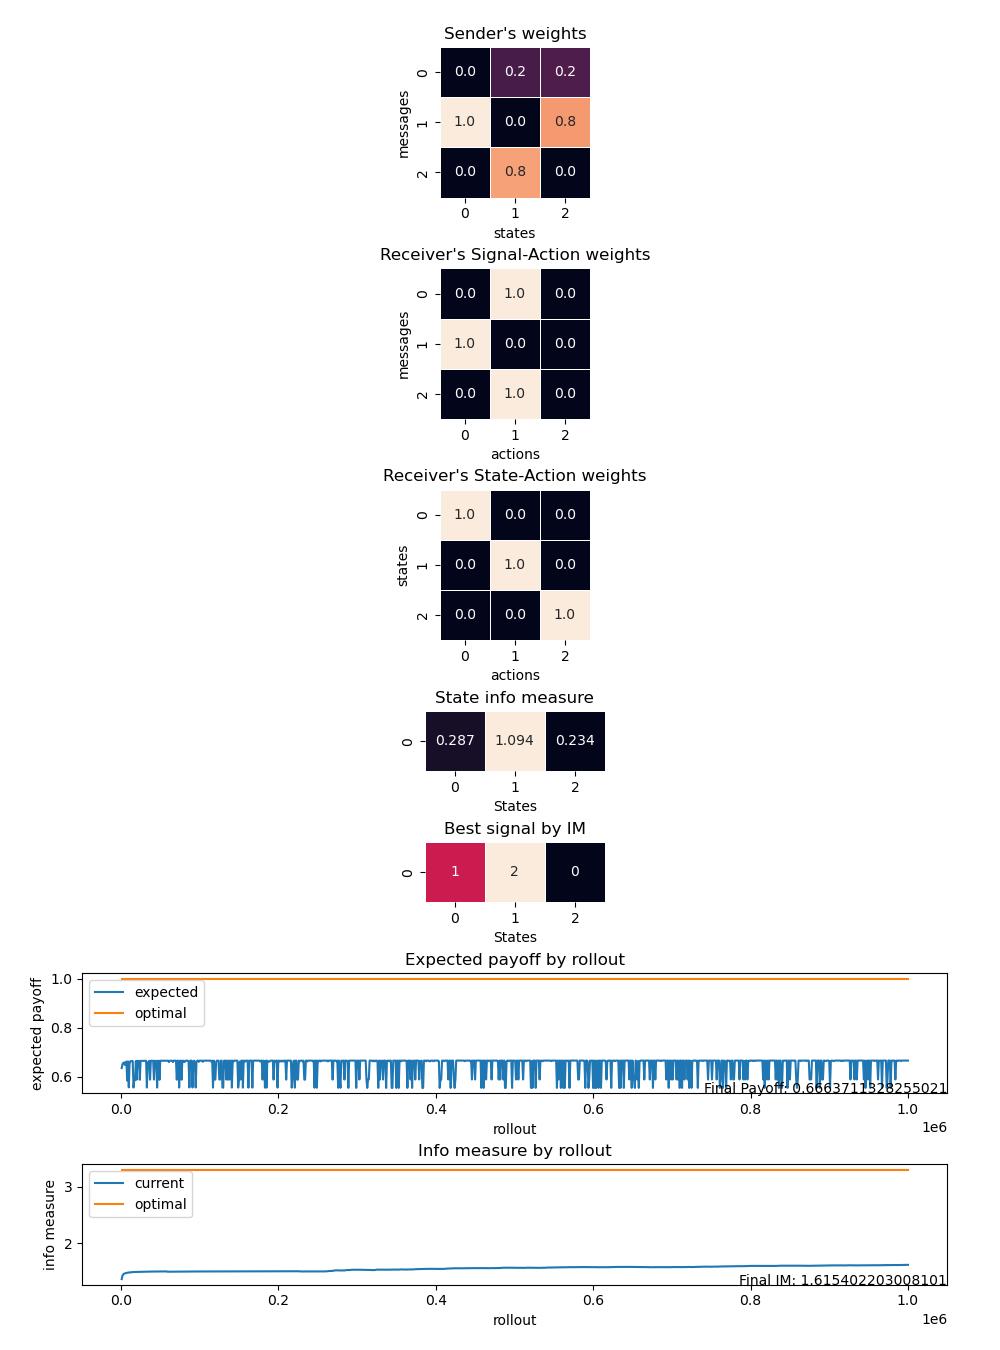 Sender's weights
messages
0 0.0 0.2 0.2
1 1.0 0.0 0.8
2 0.0 0.8 0.0
0 1 2
states
Receiver's Signal-Action weights
messages
0 0.0 1.0 0.0
1 1.0 0.0 0.0
2 0.0 1.0 0.0
0 1 2
actions
Receiver's State-Action weights
states
0 1.0 0.0 0.0
1 0.0 1.0 0.0
2 0.0 0.0 1.0
0 1 2
actions
State info measure
0 0.287 1.094 0.234
0 1 2
States
Best signal by IM
0 1 2 0
0 1 2
States
Expected payoff by rollout
expected payoff
1.0
0.8
0.6
expected
optimal
Final Payoff: 0.6663711328255021
0.0 0.2 0.4 0.6 0.8 1.0
1e6
rollout
Info measure by rollout
info measure
3
2
current
optimal
Final IM: 1.615402203008101
0.0 0.2 0.4 0.6 0.8 1.0
1e6
rollout